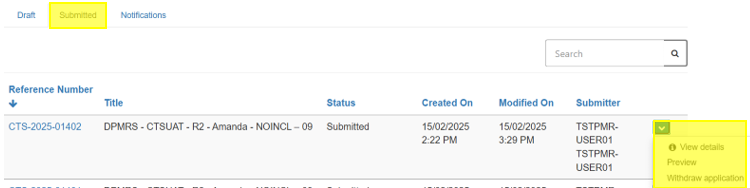 Draft Submitted Notifications
Search
Reference Number Title Status Created On Modified On Submitter
CTS-2025-01402 DPMRS - CTSUAT - R2 - Amanda - NOINCL – 09 Submitted 15/02/2025 15/02/2025 TSTPMR-
2:22 PM 3:29 PM USER01
TSTPMR-
USER01
View details
Preview
Withdraw application